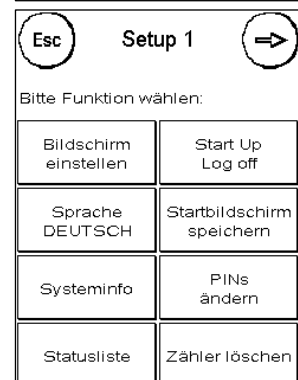 Esc Setup 1
Bitte Funktion wählen:
Bildschirm
einstellen
Start Up
Log off
Sprache
DEUTSCH
Startbildschirm
speichern
Systeminfo
PINs
ändern
Statusliste
Zähler löschen